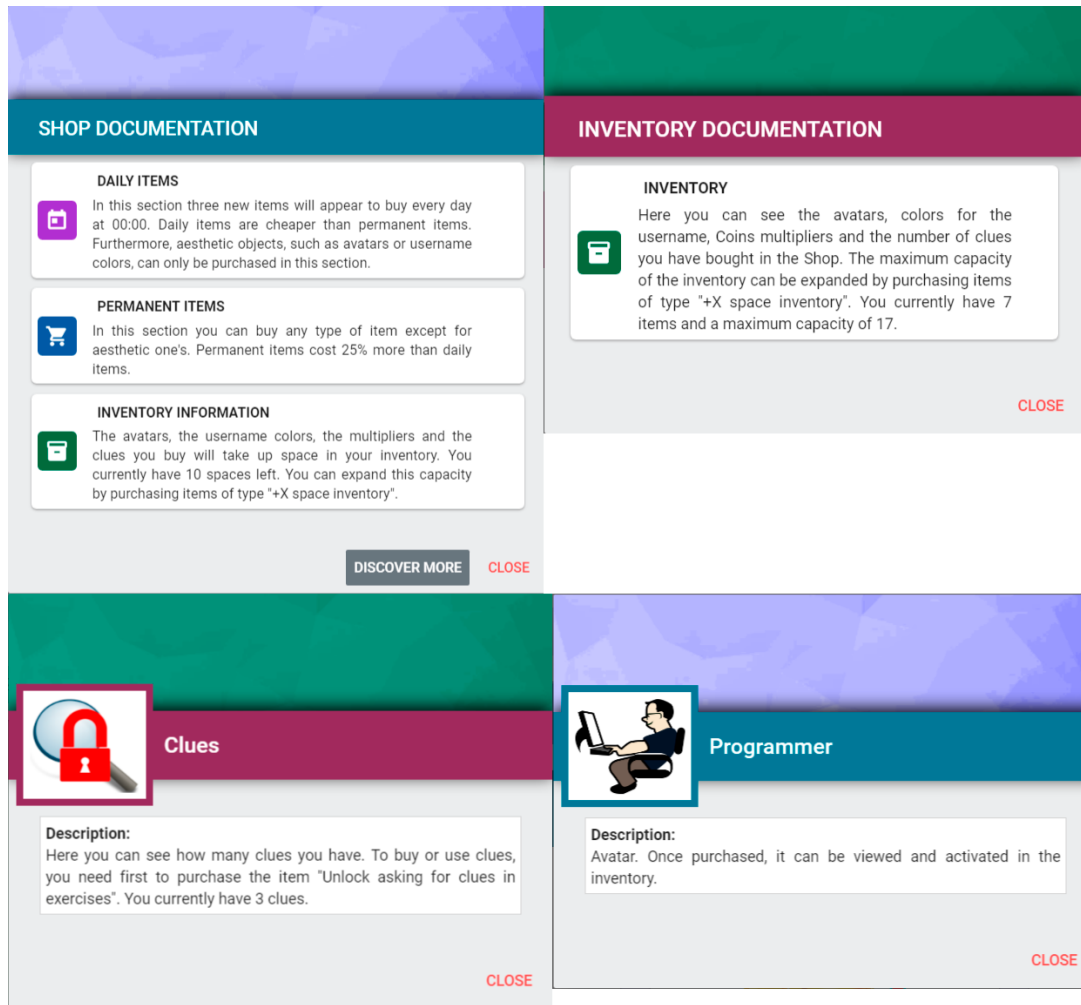 SHOP DOCUMENTATION
DAILY ITEMS
In this section three new items will appear to buy every day
at 00:00. Daily items are cheaper than permanent items.
Furthermore, aesthetic objects, such as avatars or username
colors, can only be purchased in this section.
PERMANENT ITEMS
In this section you can buy any type of item except for
aesthetic one's. Permanent items cost 25% more than daily
items.
INVENTORY INFORMATION
The avatars, the username colors, the multipliers and the
clues you buy will take up space in your inventory. You
currently have 10 spaces left. You can expand this capacity
by purchasing items of type "+X space inventory".
DISCOVER MORE
CLOSE
INVENTORY DOCUMENTATION
INVENTORY
Here you can see the avatars, colors for the
username, Coins multipliers and the number of clues
you have bought in the Shop. The maximum capacity
of the inventory can be expanded by purchasing items
of type "+X space inventory". You currently have 7
items and a maximum capacity of 17.
CLOSE
Clues
Description:
Here you can see how many clues you have. To buy or use clues,
you need first to purchase the item "Unlock asking for clues in
exercises". You currently have 3 clues.
CLOSE
Programmer
Description:
Avatar. Once purchased, it can be viewed and activated in the
inventory.
CLOSE